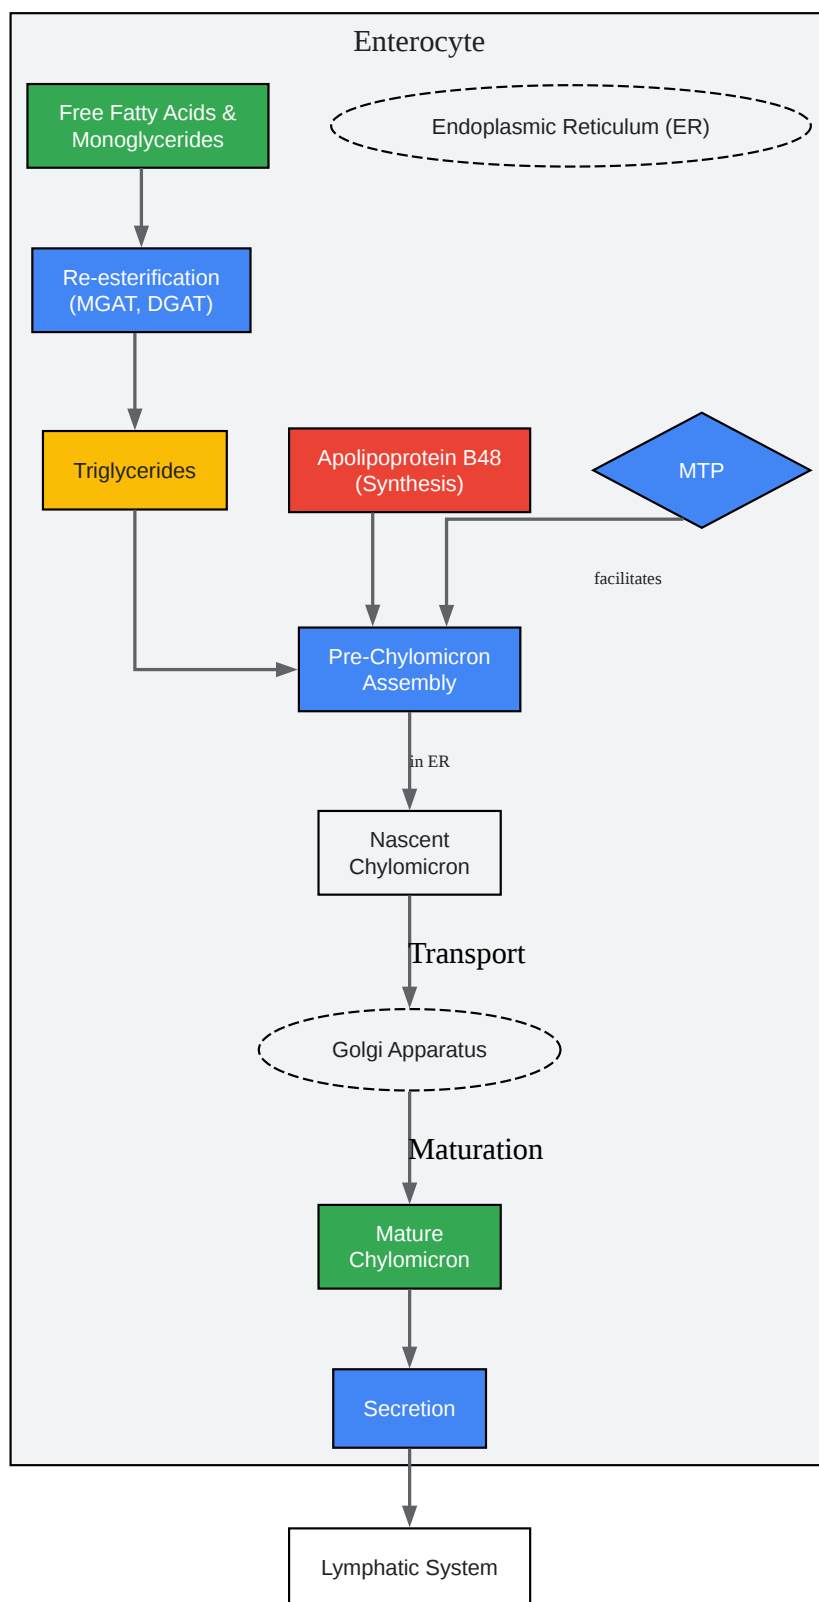 Enterocyte
Free Fatty Acids &
Monoglycerides
Endoplasmic Reticulum (ER)
Re-esterification
(MGAT, DGAT)
Triglycerides
Apolipoprotein B48
(Synthesis)
MTP
facilitates
Pre-Chylomicron
Assembly
in ER
Nascent
Chylomicron
Transport
Golgi Apparatus
Maturation
Mature
Chylomicron
Secretion
Lymphatic System